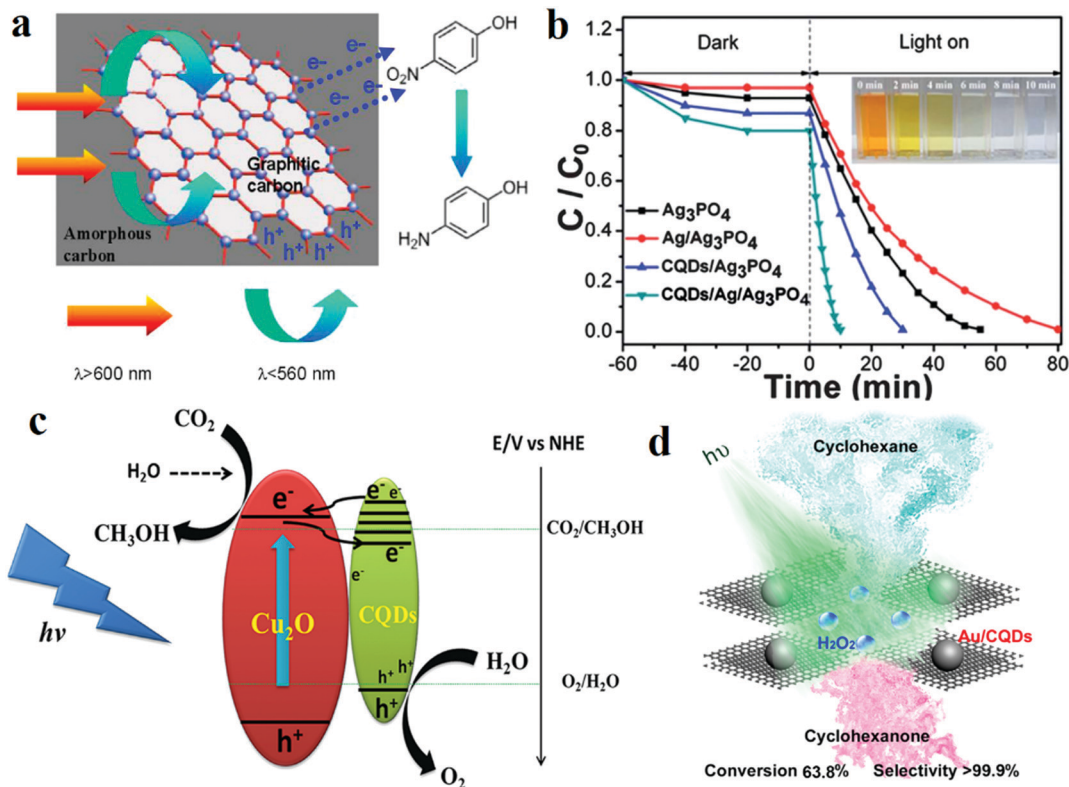 a
e-
e-
e-
e-
OH
O₂N
Graphitic
carbon
h⁺
h⁺ h⁺
h⁺ h⁺
Amorphous
carbon
OH
H₂N
λ>600 nm
λ<560 nm
b
Dark
Light on
0 min
2 min
4 min
6 min
8 min
10 min
C / C₀
1.0
0.8
0.6
0.4
0.2
0.0
Ag₃PO₄
Ag/Ag₃PO₄
CQDs/Ag₃PO₄
CQDs/Ag/Ag₃PO₄
-60
-40
-20
0
20
40
60
80
Time (min)
c
CO₂
H₂O
CH₃OH
hν
e⁻
Cu₂O
h⁺
e⁻ e⁻
e⁻
e⁻
CQDs
h⁺ h⁺
h⁺
H₂O
O₂
E/V vs NHE
CO₂/CH₃OH
O₂/H₂O
d
hυ
Cyclohexane
H₂O₂
Au/CQDs
Cyclohexanone
Conversion 63.8%
Selectivity >99.9%